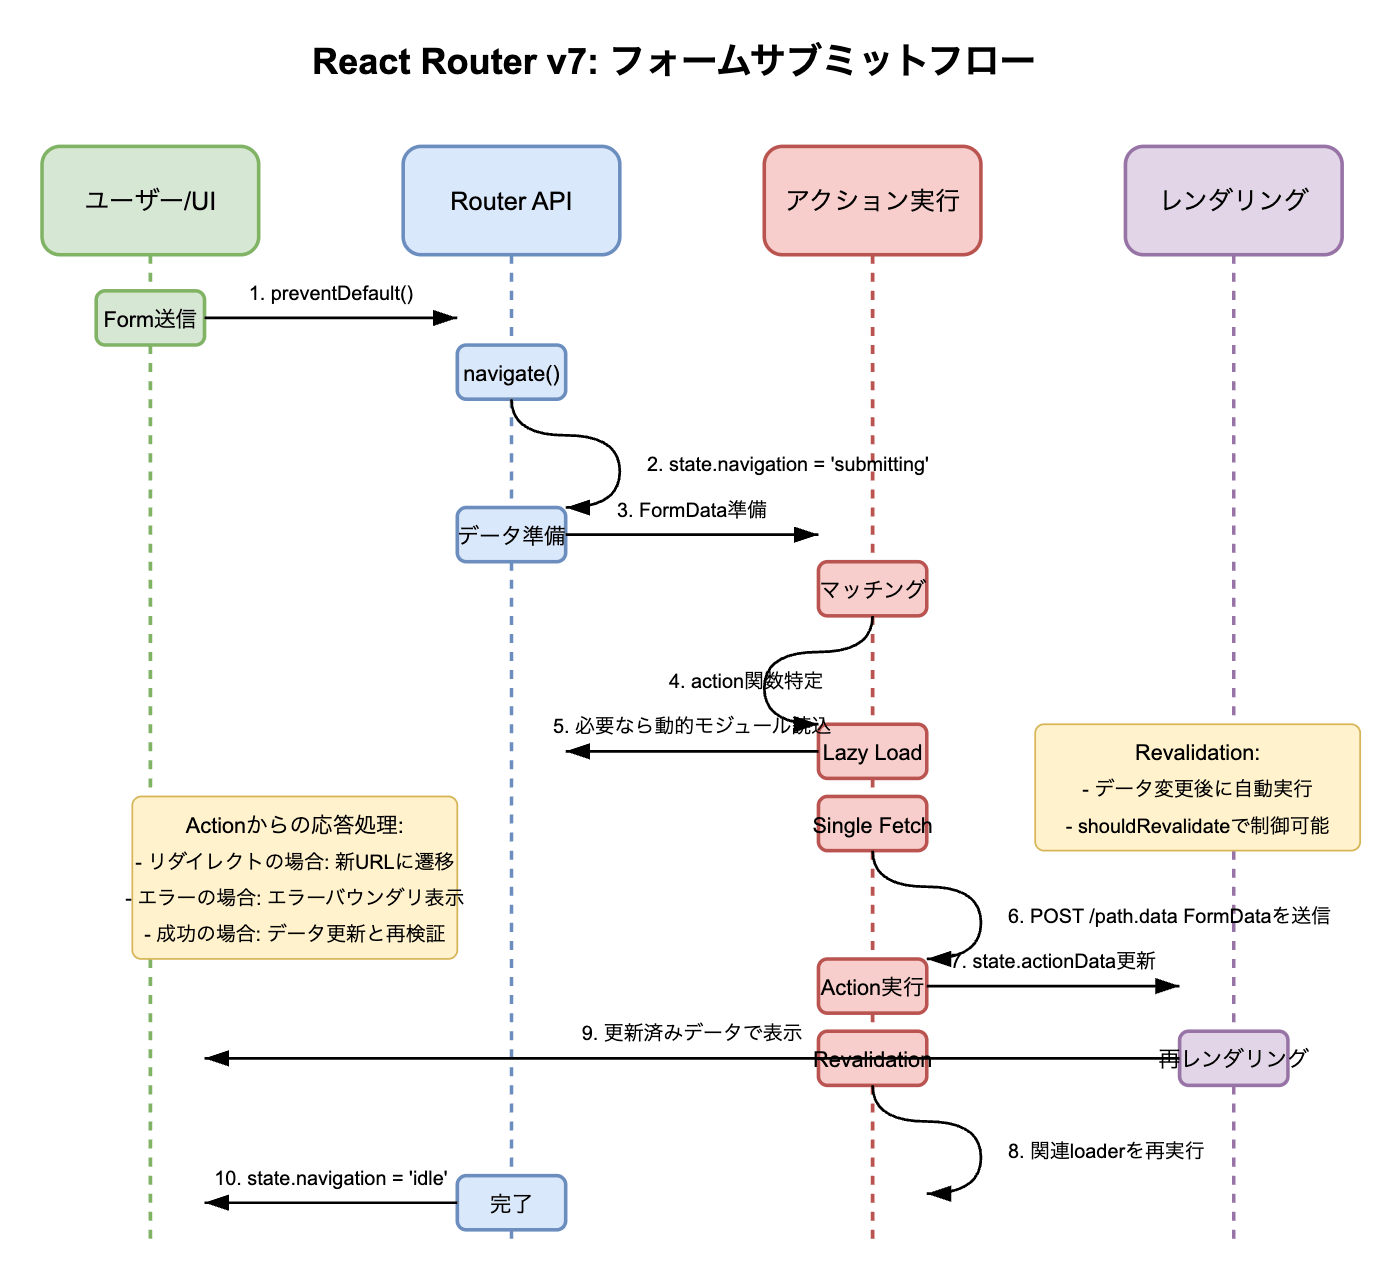 React Router v7: フォームサブミットフロー
ユーザー/UI
Router API
アクション実行
レンダリング
1. preventDefault()
Form送信
navigate()
2. state.navigation = 'submitting'
3. FormData準備
データ準備
マッチング
4. action関数特定
5. 必要なら動的モジュール読込
Lazy Load
Revalidation:
- データ変更後に自動実行
- shouldRevalidateで制御可能
Single Fetch
Actionからの応答処理:
- リダイレクトの場合: 新URLに遷移
- エラーの場合: エラーバウンダリ表示
- 成功の場合: データ更新と再検証
6. POST /path.data FormDataを送信
7. state.actionData更新
Action実行
9. 更新済みデータで表示
Revalidation
再レンダリング
8. 関連loaderを再実行
10. state.navigation = 'idle'
完了